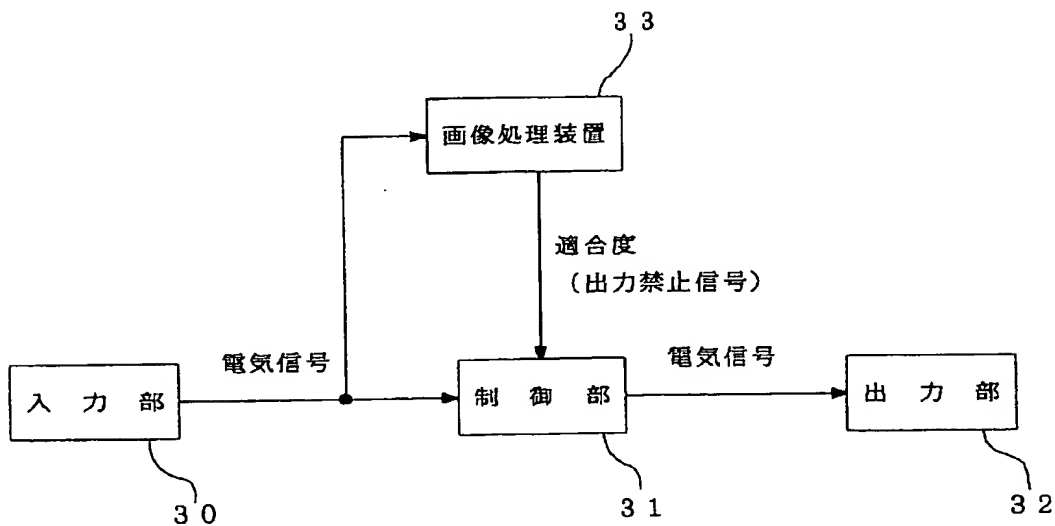 33
画像処理装置
適合度
(出力禁止信号)
電気信号
電気信号
入力部
制御部
出力部
30
31
32